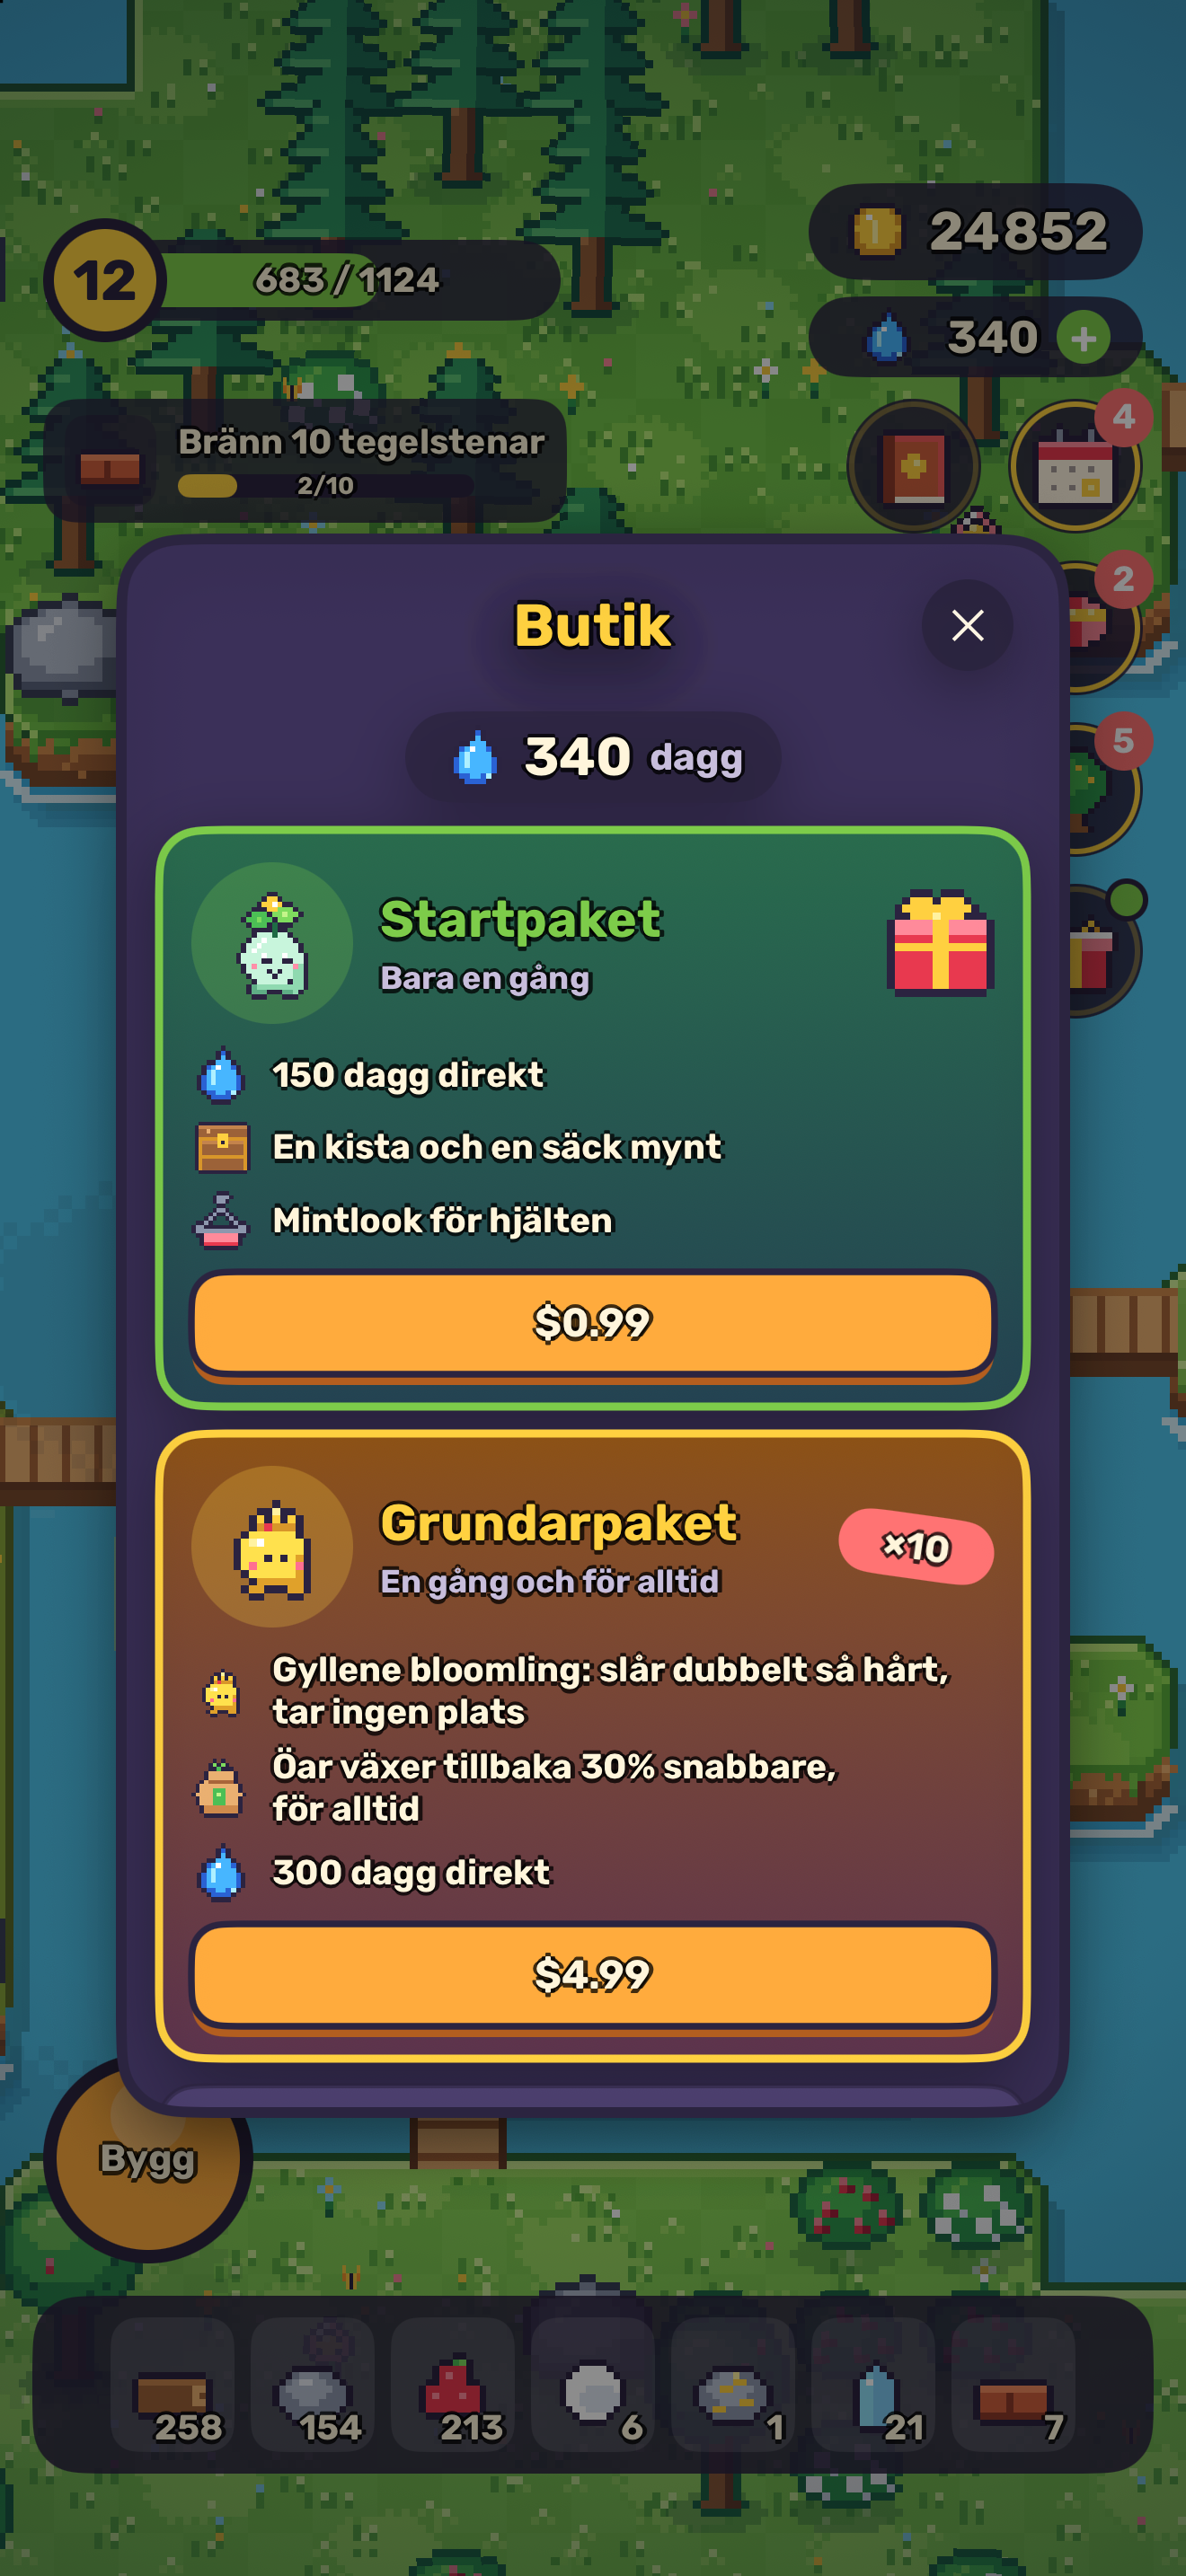 24852
12
683 / 1124
340
+
Bränn 10 tegelstenar
2/10
4
2
5
Butik
340 dagg
Startpaket
Bara en gång
150 dagg direkt
En kista och en säck mynt
Mintlook för hjälten
$0.99
Grundarpaket
×10
En gång och för alltid
Gyllene bloomling: slår dubbelt så hårt,
tar ingen plats
Öar växer tillbaka 30% snabbare,
för alltid
300 dagg direkt
$4.99
Bygg
258
154
213
6
1
21
7